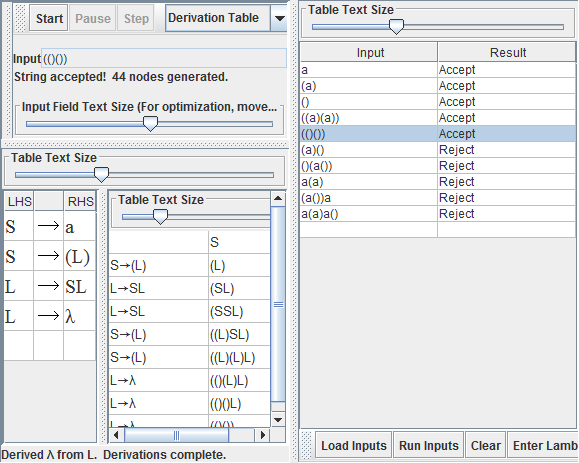 Start Pause Step Derivation Table
Input (()())
String accepted! 44 nodes generated.
Input Field Text Size (For optimization, move...
Table Text Size
LHS RHS
S → a
S → (L)
L → SL
L → λ
Table Text Size
S
S→(L) (L)
L→SL (SL)
L→SL (SSL)
S→(L) ((L)SL)
S→(L) ((L)(L)L)
L→λ (()(L)L)
L→λ (()()L)
L→λ (()())
Derived λ from L. Derivations complete.
Table Text Size
Input Result
a Accept
(a) Accept
() Accept
((a)(a)) Accept
(()()) Accept
(a)() Reject
()(a()) Reject
a(a) Reject
(a())a Reject
a(a)a() Reject
Load Inputs Run Inputs Clear Enter Lamb